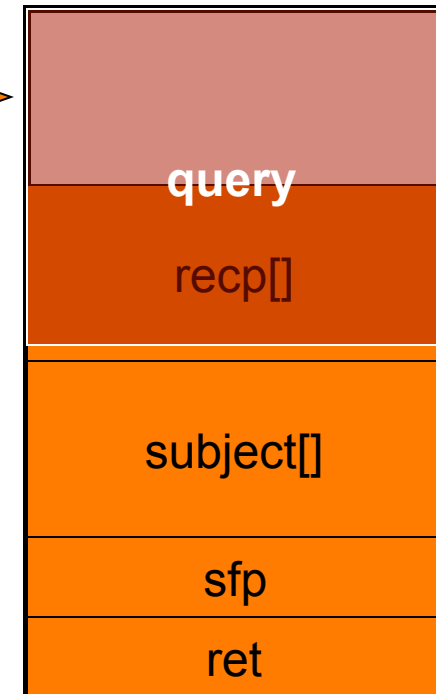 query
recp[]
subject[]
sfp
ret